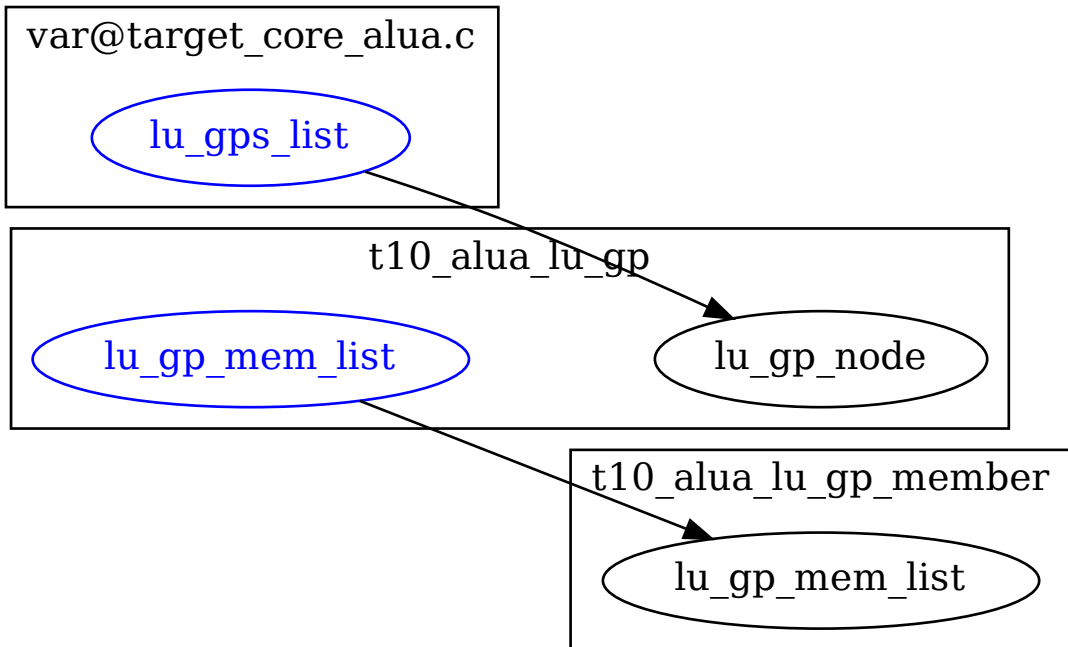 var@target_core_alua.c
lu_gps_list
t10_alua_lu_gp
lu_gp_mem_list
lu_gp_node
t10_alua_lu_gp_member
lu_gp_mem_list